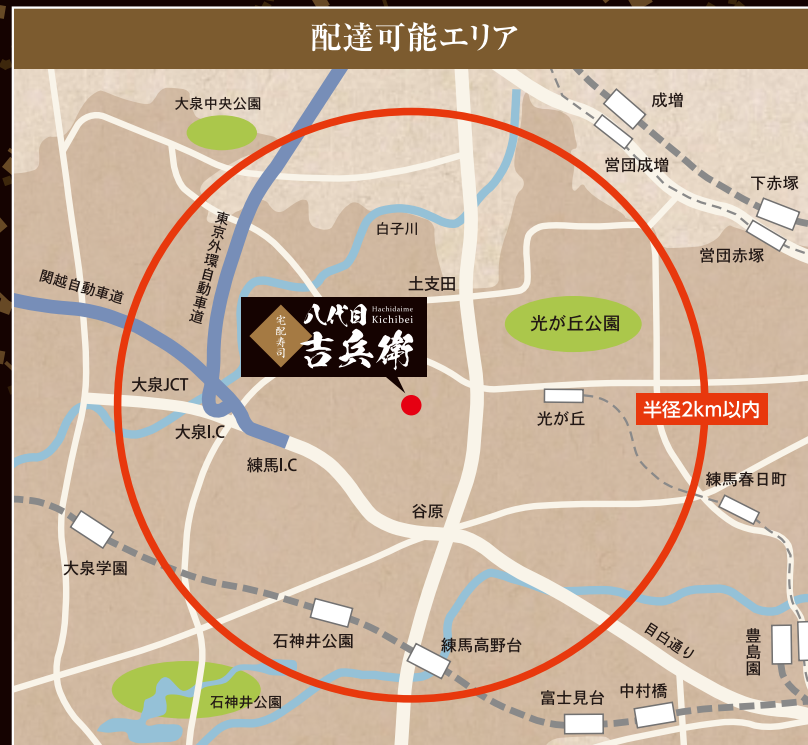 配達可能エリア
大泉中央公園
成増
営団成増
下赤塚
営団赤塚
東京外環自動車道
白子川
関越自動車道
土支田
宅配寿司
八代目
Hachidaime
Kichibei
吉兵衛
光が丘公園
大泉JCT
大泉I.C
光が丘
半径2km以内
練馬I.C
練馬春日町
谷原
大泉学園
石神井公園
練馬高野台
目白通り
豊島園
石神井公園
富士見台
中村橋